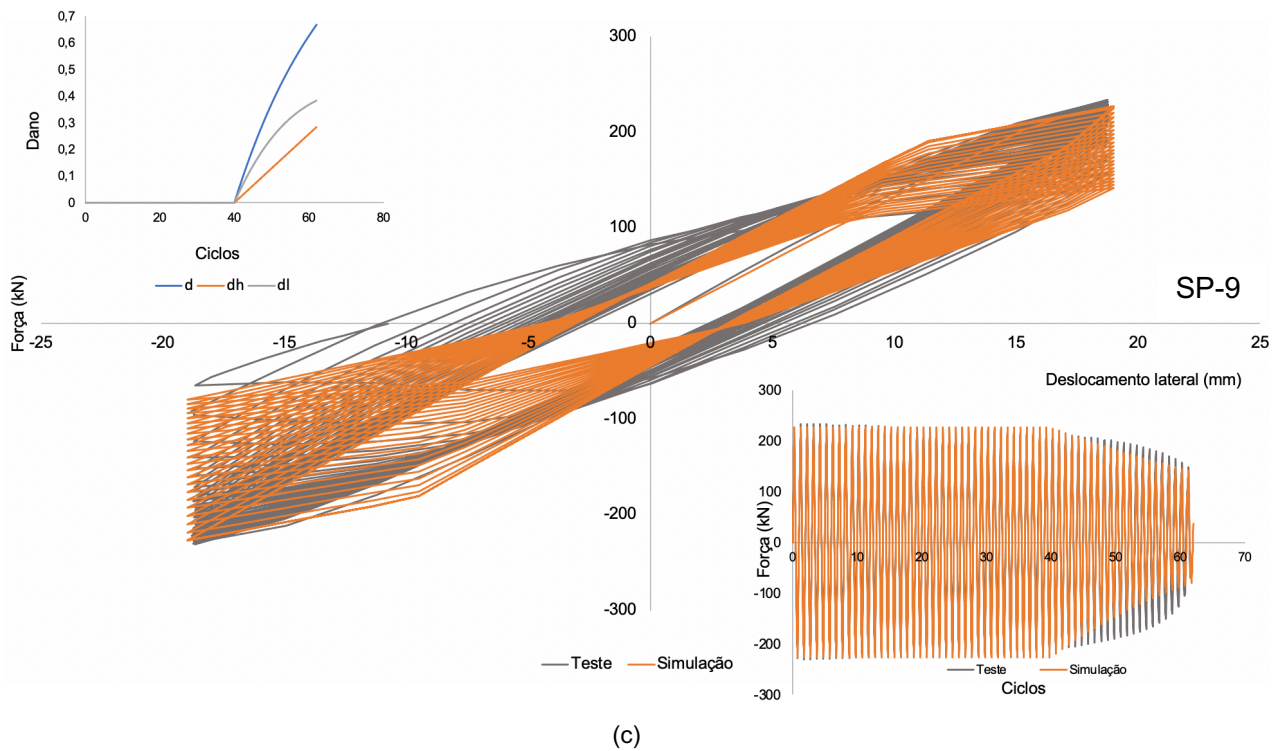 0,7
0,6
0,5
0,4
0,3
0,2
0,1
0
Dano
0 20 40 60 80
Ciclos
d dh dl
300
200
100
0
-100
-200
-300
Força (kN)
-25 -20 -15 -10 -5 0 5 10 15 20 25
SP-9
Deslocamento lateral (mm)
Teste Simulação
300
200
100
0
-100
-200
-300
Força (kN)
0 10 20 30 40 50 60 70
Teste Simulação
Ciclos
(c)